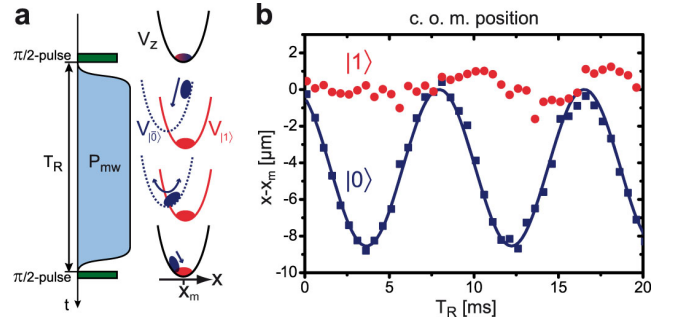 a
π/2-pulse
T_R
P_mw
π/2-pulse
t
V_Z
V_|0̄⟩
V_|1⟩
x
x_m
b
c. o. m. position
|1⟩
|0⟩
x-x_m [µm]
2
0
-2
-4
-6
-8
-10
0
5
10
15
20
T_R [ms]